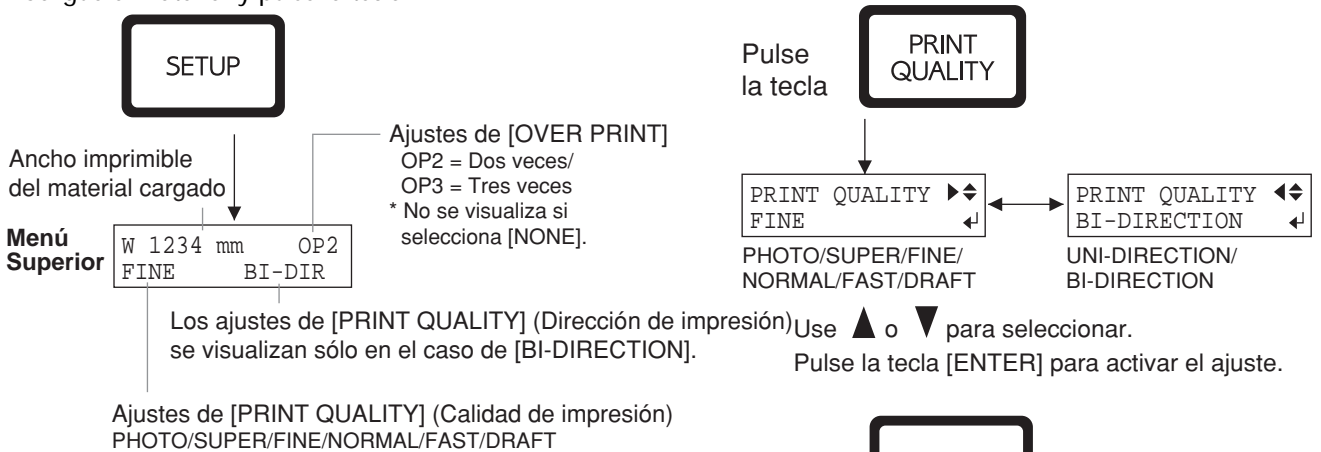 SETUP
Ancho imprimible
del material cargado
Ajustes de [OVER PRINT]
OP2 = Dos veces/
OP3 = Tres veces
* No se visualiza si
selecciona [NONE].
Menú
Superior
W 1234 mm OP2
FINE BI-DIR
Los ajustes de [PRINT QUALITY] (Dirección de impresión)
se visualizan sólo en el caso de [BI-DIRECTION].
Ajustes de [PRINT QUALITY] (Calidad de impresión)
PHOTO/SUPER/FINE/NORMAL/FAST/DRAFT
Pulse
la tecla
PRINT
QUALITY
PRINT QUALITY ▶◆
FINE ↵
PHOTO/SUPER/FINE/
NORMAL/FAST/DRAFT
PRINT QUALITY ◀◆
BI-DIRECTION ↵
UNI-DIRECTION/
BI-DIRECTION
Use ▲ o ▼ para seleccionar.
Pulse la tecla [ENTER] para activar el ajuste.